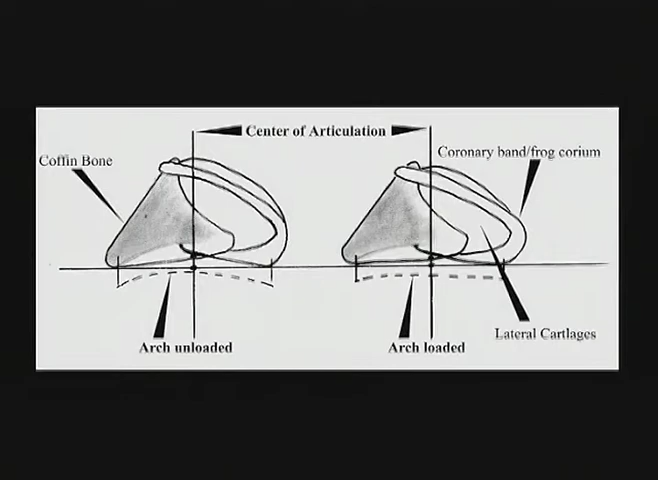 Center of Articulation
Coffin Bone
Coronary band/frog corium
Arch unloaded
Arch loaded
Lateral Cartlages